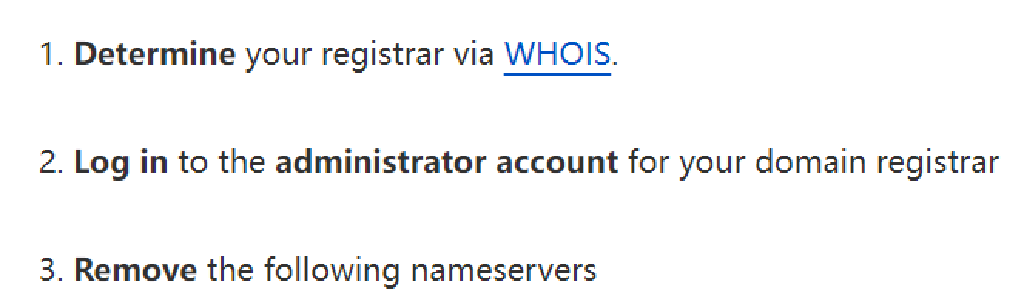 1. Determine your registrar via WHOIS.
2. Log in to the administrator account for your domain registrar
3. Remove the following nameservers